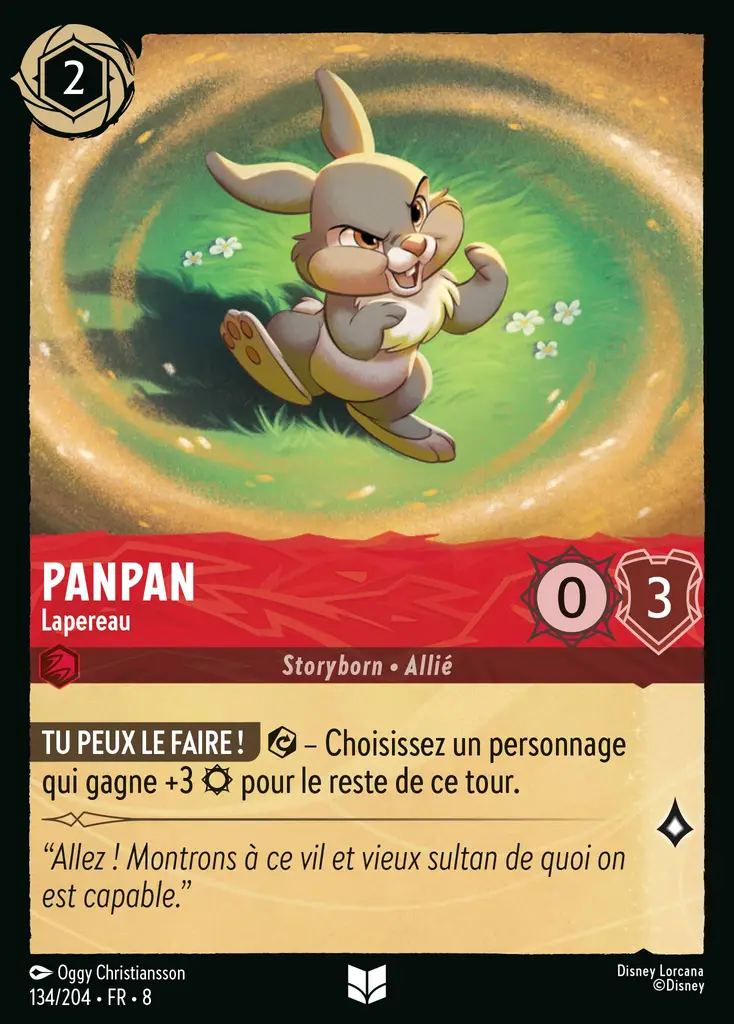 2
PANPAN
Lapereau
0
3
Storyborn • Allié
TU PEUX LE FAIRE ! – Choisissez un personnage
qui gagne +3 pour le reste de ce tour.
“Allez ! Montrons à ce vil et vieux sultan de quoi on
est capable.”
Oggy Christiansson
134/204 • FR • 8
Disney Lorcana
©Disney